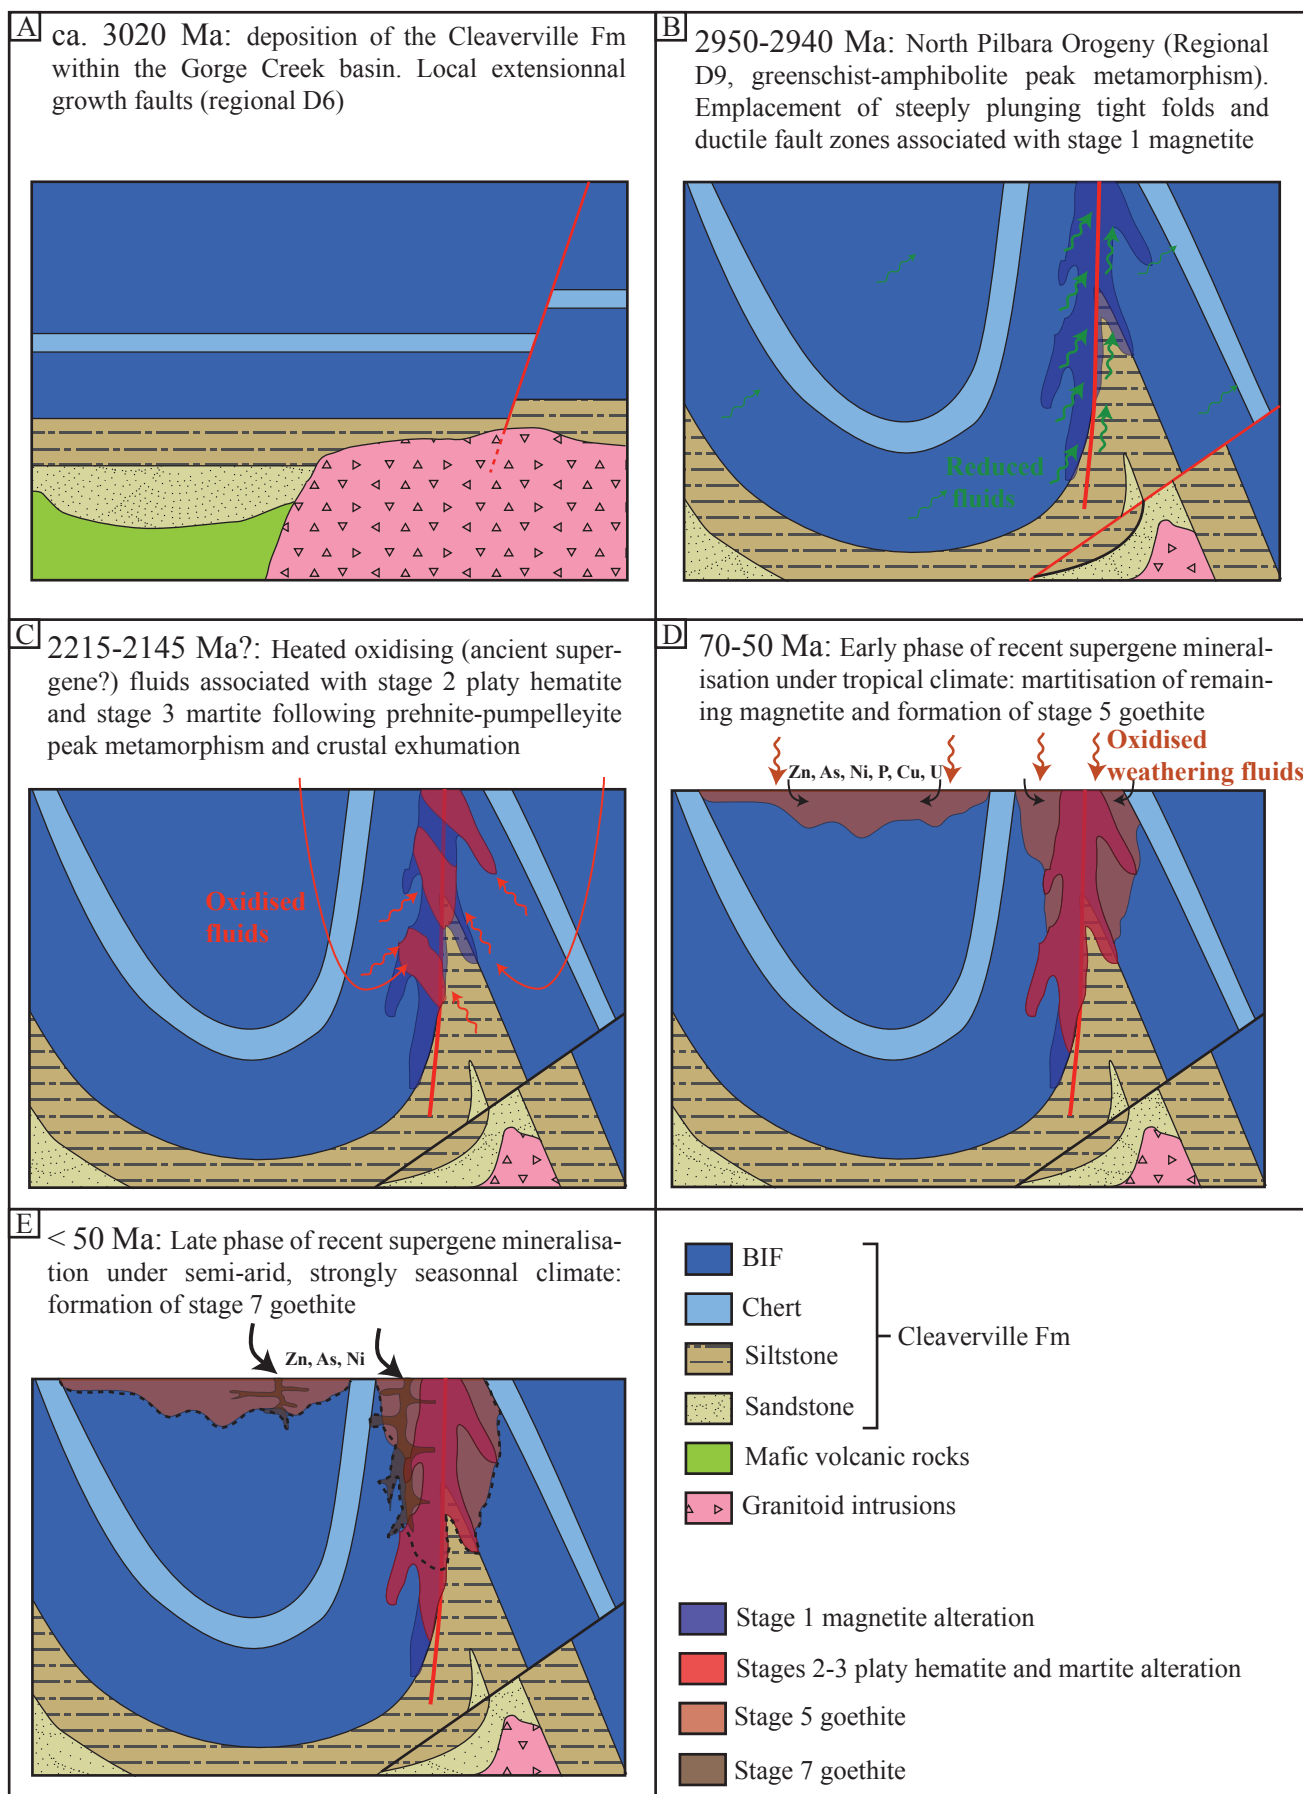 A
ca. 3020 Ma: deposition of the Cleaverville Fm
within the Gorge Creek basin. Local extensionnal
growth faults (regional D6)
B
2950-2940 Ma: North Pilbara Orogeny (Regional
D9, greenschist-amphibolite peak metamorphism).
Emplacement of steeply plunging tight folds and
ductile fault zones associated with stage 1 magnetite
Reduced
fluids
C
2215-2145 Ma?: Heated oxidising (ancient super-
gene?) fluids associated with stage 2 platy hematite
and stage 3 martite following prehnite-pumpelleyite
peak metamorphism and crustal exhumation
Oxidised
fluids
D
70-50 Ma: Early phase of recent supergene mineral-
isation under tropical climate: martitisation of remain-
ing magnetite and formation of stage 5 goethite
Oxidised
weathering fluids
Zn, As, Ni, P, Cu, U
E
< 50 Ma: Late phase of recent supergene mineralisa-
tion under semi-arid, strongly seasonnal climate:
formation of stage 7 goethite
Zn, As, Ni
BIF
Chert
Siltstone
Sandstone
Cleaverville Fm
Mafic volcanic rocks
Granitoid intrusions
Stage 1 magnetite alteration
Stages 2-3 platy hematite and martite alteration
Stage 5 goethite
Stage 7 goethite